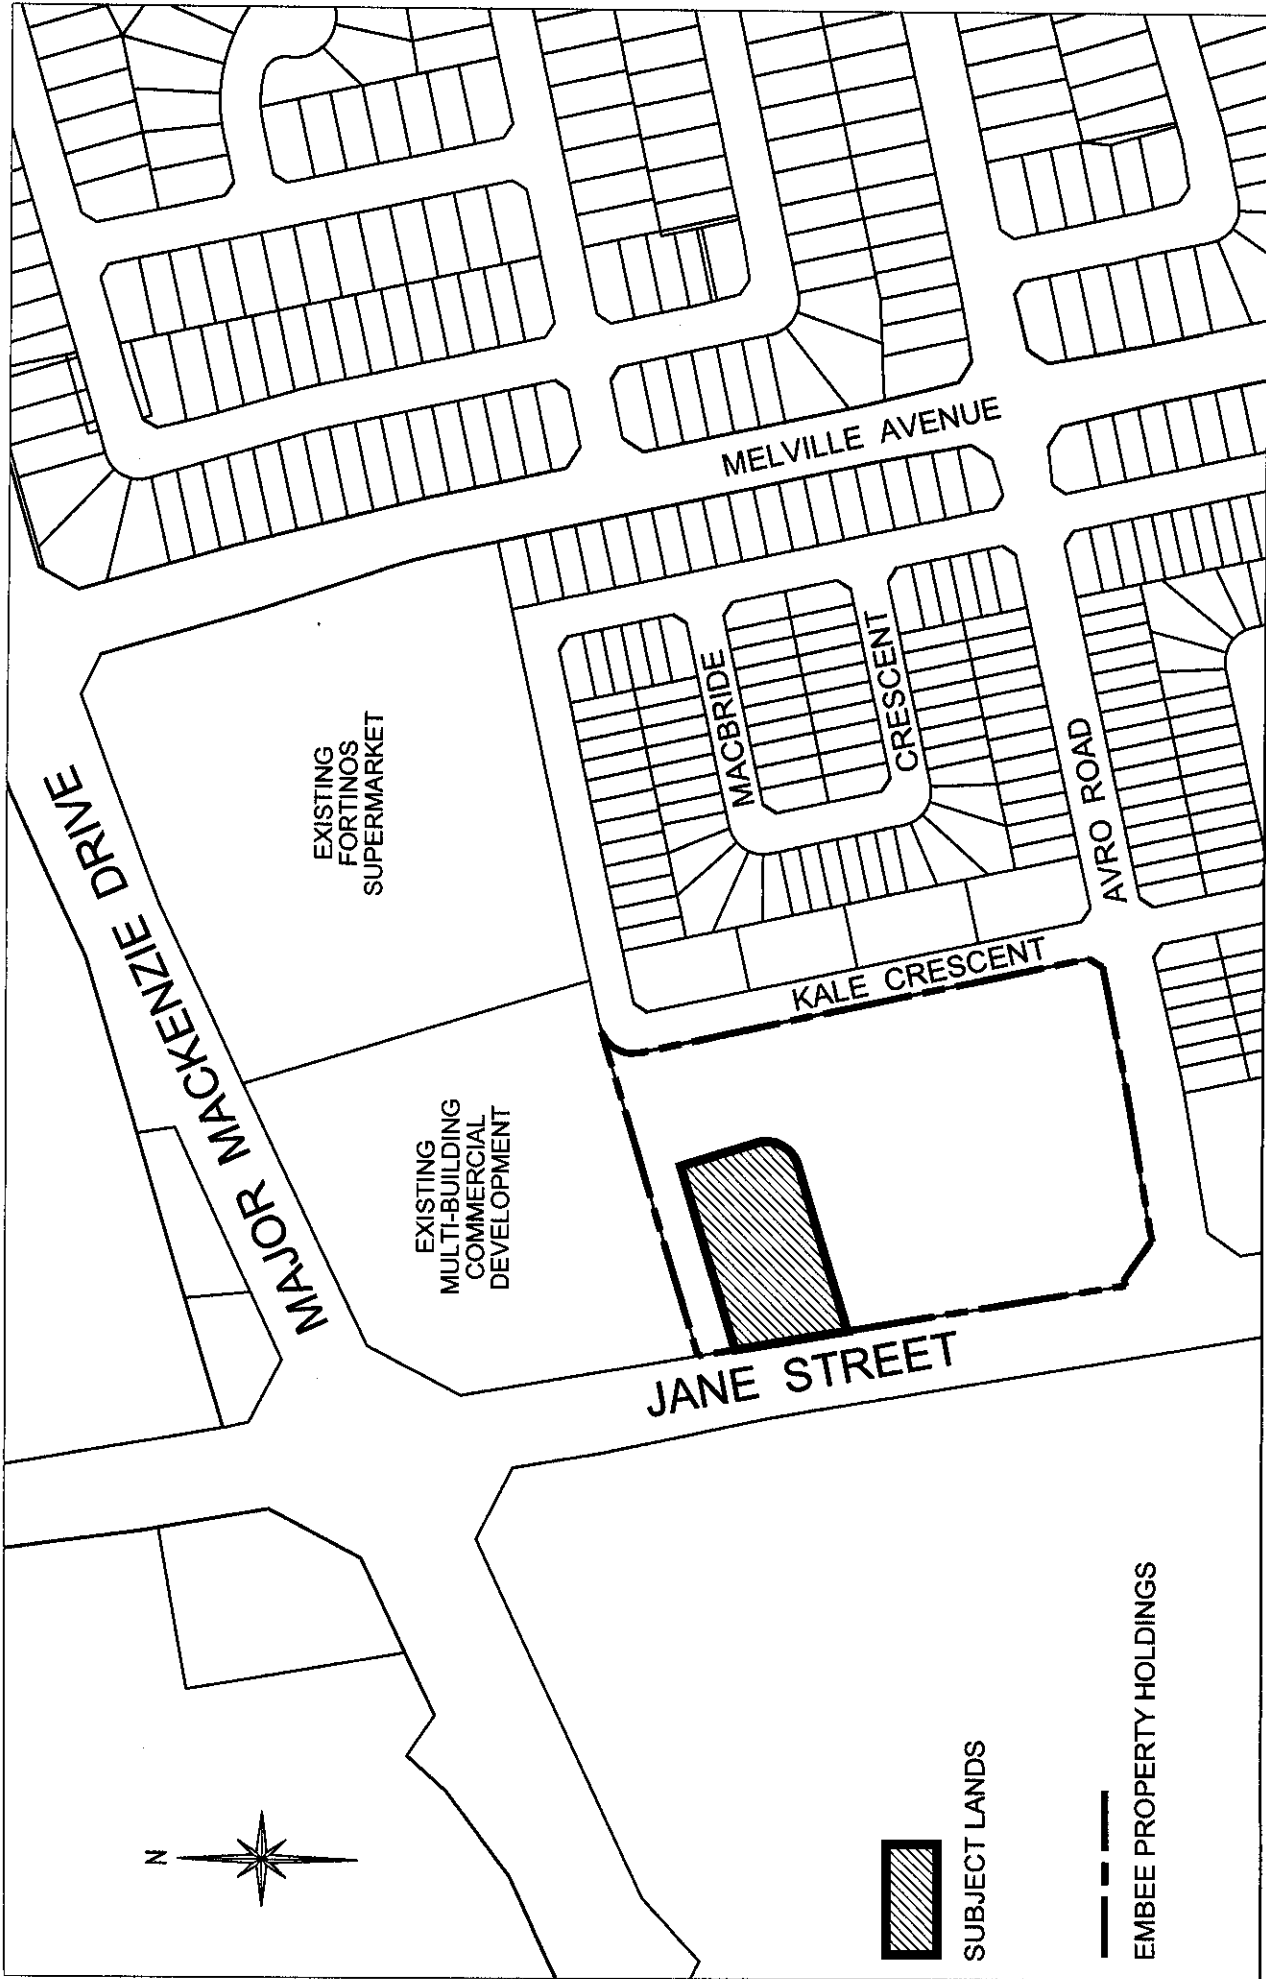 MAJOR MACKENZIE DRIVE
EXISTING
FORTINOS
SUPERMARKET
EXISTING
MULTI-BUILDING
COMMERCIAL
DEVELOPMENT
MELVILLE AVENUE
MACBRIDE
CRESCENT
AVRO ROAD
KALE CRESCENT
JANE STREET
N
SUBJECT LANDS
EMBEE PROPERTY HOLDINGS